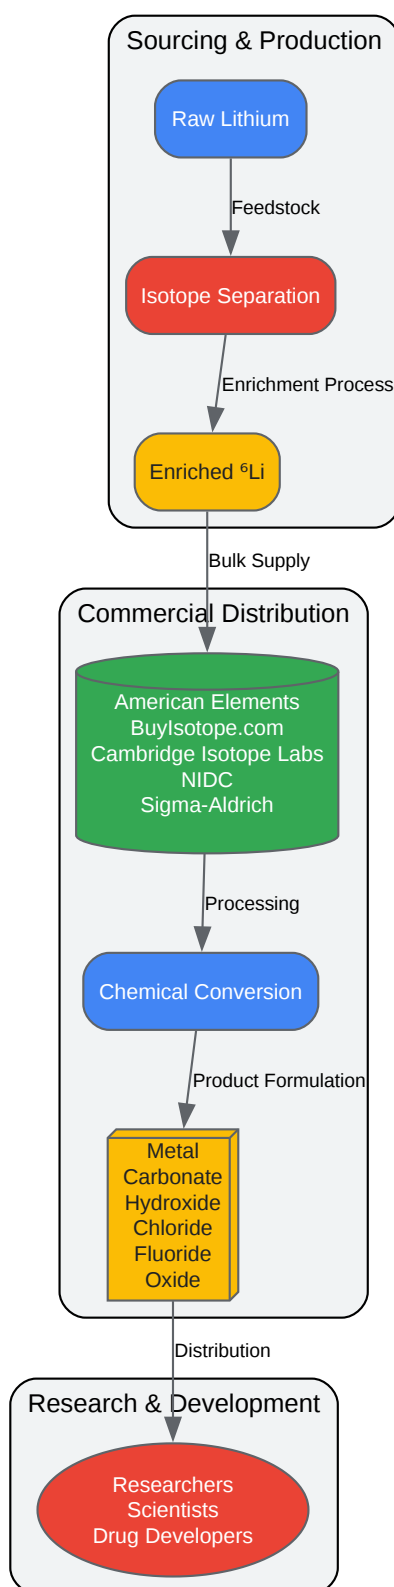 Sourcing & Production
Raw Lithium
Feedstock
Isotope Separation
Enrichment Process
Enriched ⁶Li
Bulk Supply
Commercial Distribution
American Elements
BuyIsotope.com
Cambridge Isotope Labs
NIDC
Sigma-Aldrich
Processing
Chemical Conversion
Product Formulation
Metal
Carbonate
Hydroxide
Chloride
Fluoride
Oxide
Distribution
Research & Development
Researchers
Scientists
Drug Developers